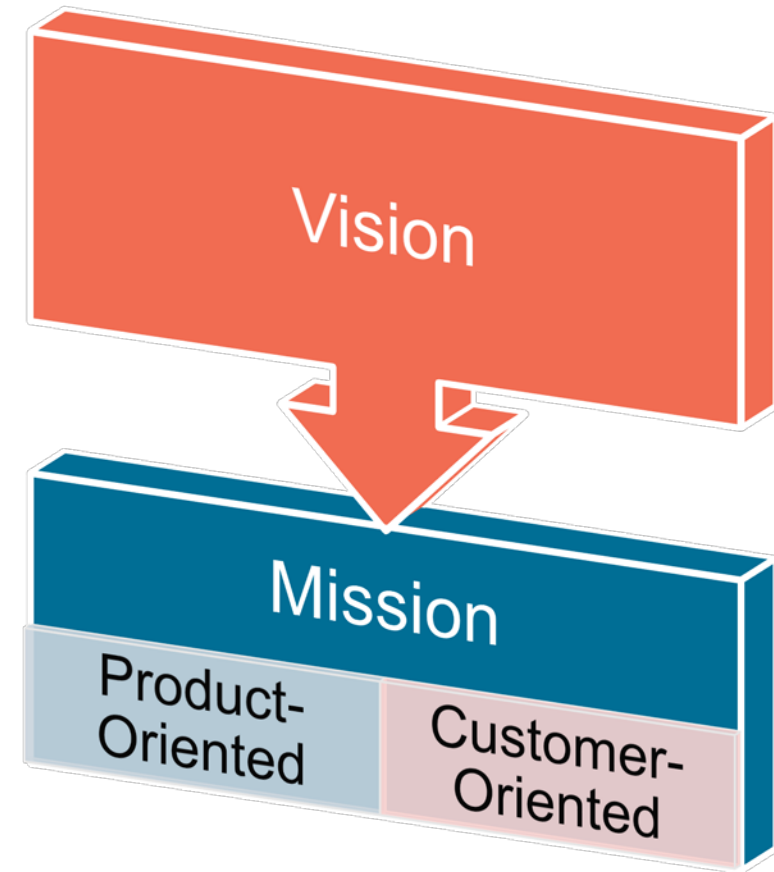 Vision
Mission
Product-
Oriented
Customer-
Oriented